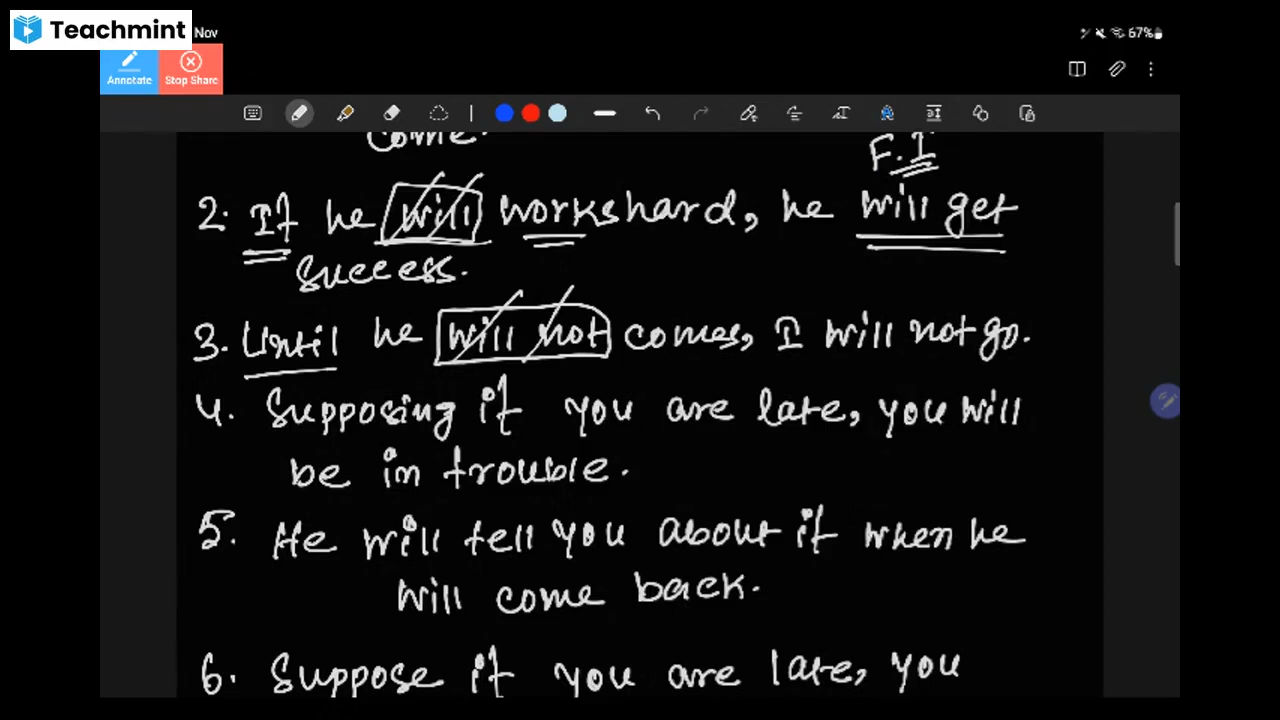 Teachmint
Nov
67%
Annotate
Stop Share
come.
F.I
2. If he will workshard, he will get
success.
3. Until he will not comes, I will not go.
4. Supposing if you are late, you will
be in trouble.
5. He will tell you about it when he
will come back.
6. Suppose if you are late, you